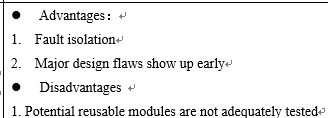 ● Advantages：
1. Fault isolation
2. Major design flaws show up early
● Disadvantages
1. Potential reusable modules are not adequately tested